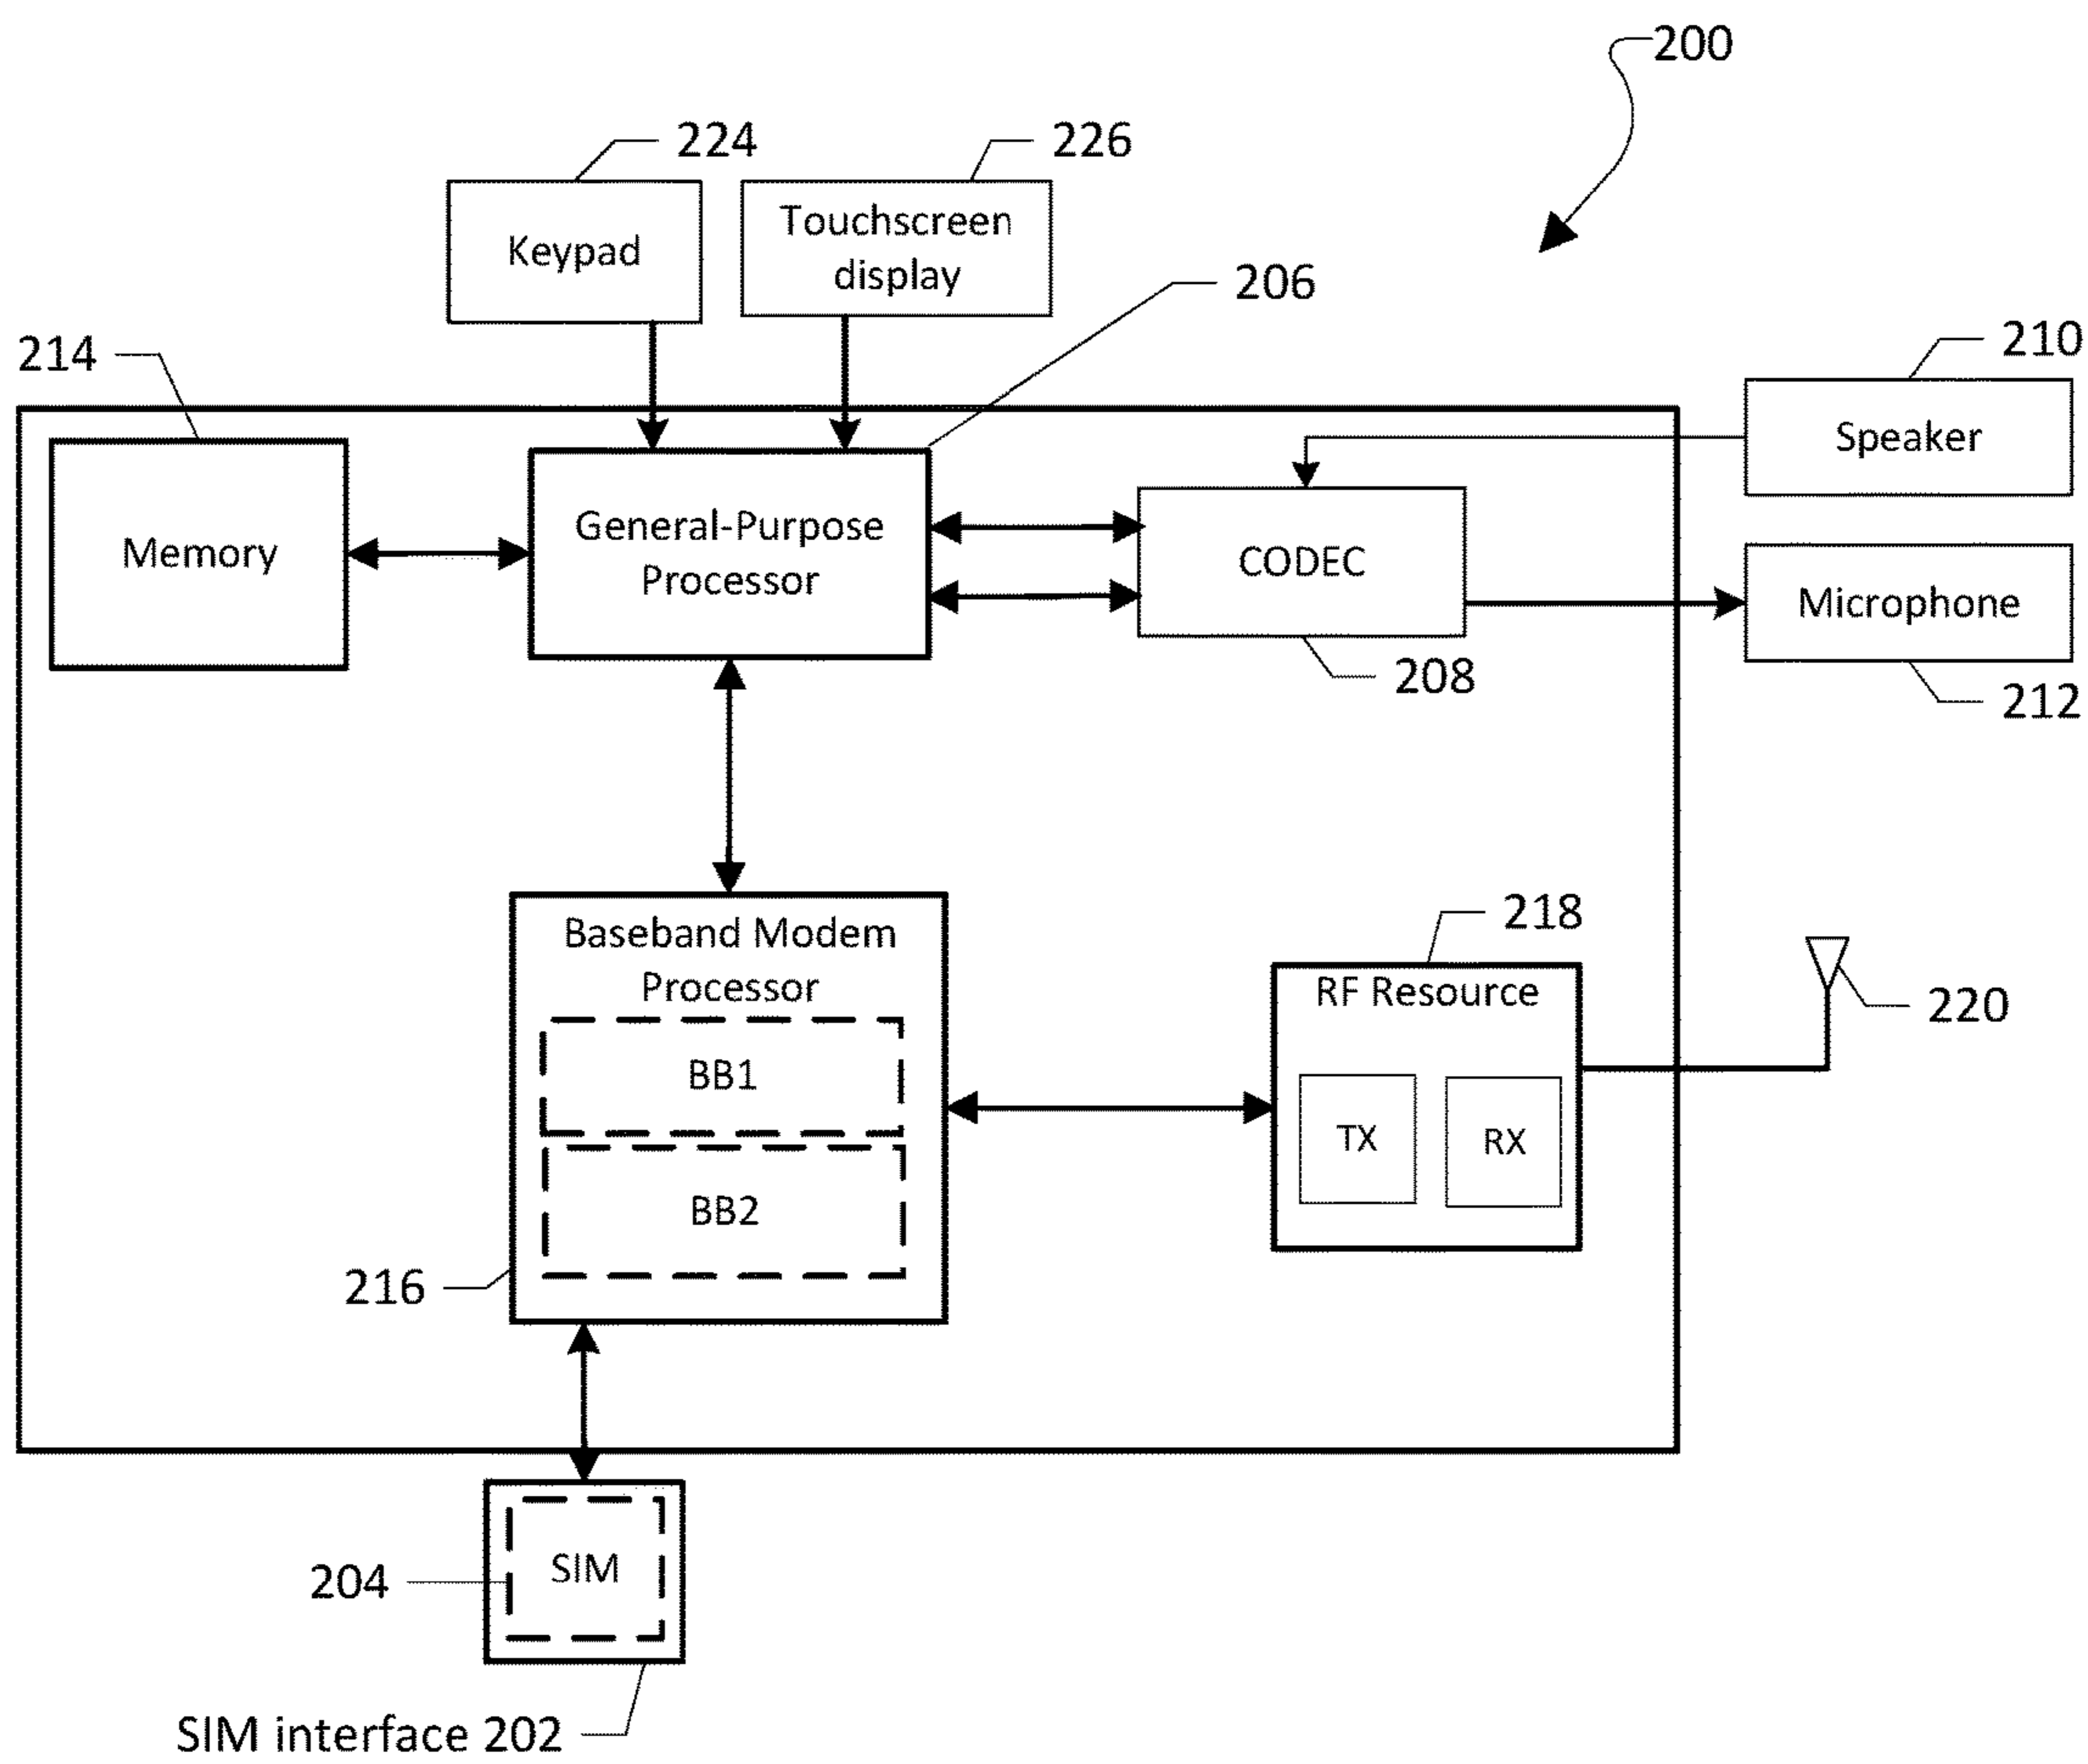 200
224
226
Keypad
Touchscreen
display
206
214
210
Speaker
Memory
General-Purpose
Processor
CODEC
Microphone
208
212
Baseband Modem
Processor
218
RF Resource
220
BB1
TX
RX
BB2
216
SIM
204
SIM interface 202